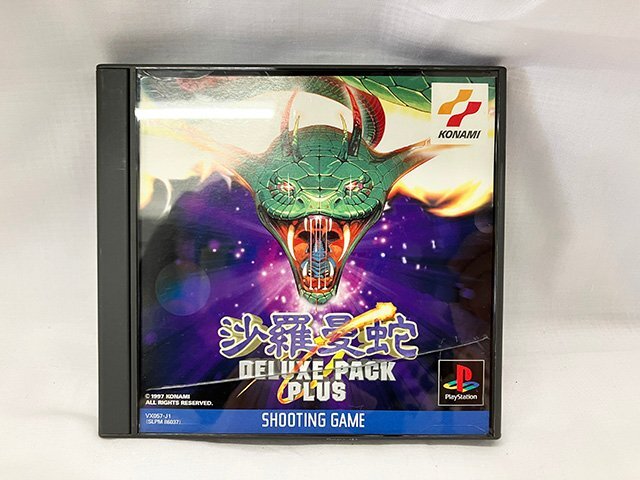 KONAMI
沙羅曼蛇
DELUXE PACK
PLUS
© 1997 KONAMI
ALL RIGHTS RESERVED.
PlayStation
VX057-J1
(SLPM 86037)
SHOOTING GAME